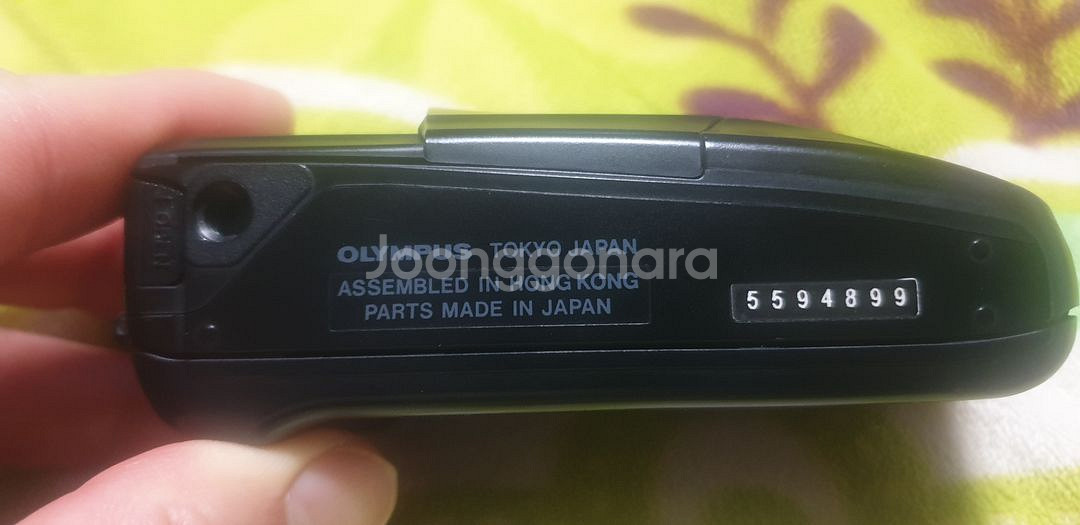 OLYMPUS TOKYO JAPAN
Joonggonara
ASSEMBLED IN HONG KONG
PARTS MADE IN JAPAN
5594899